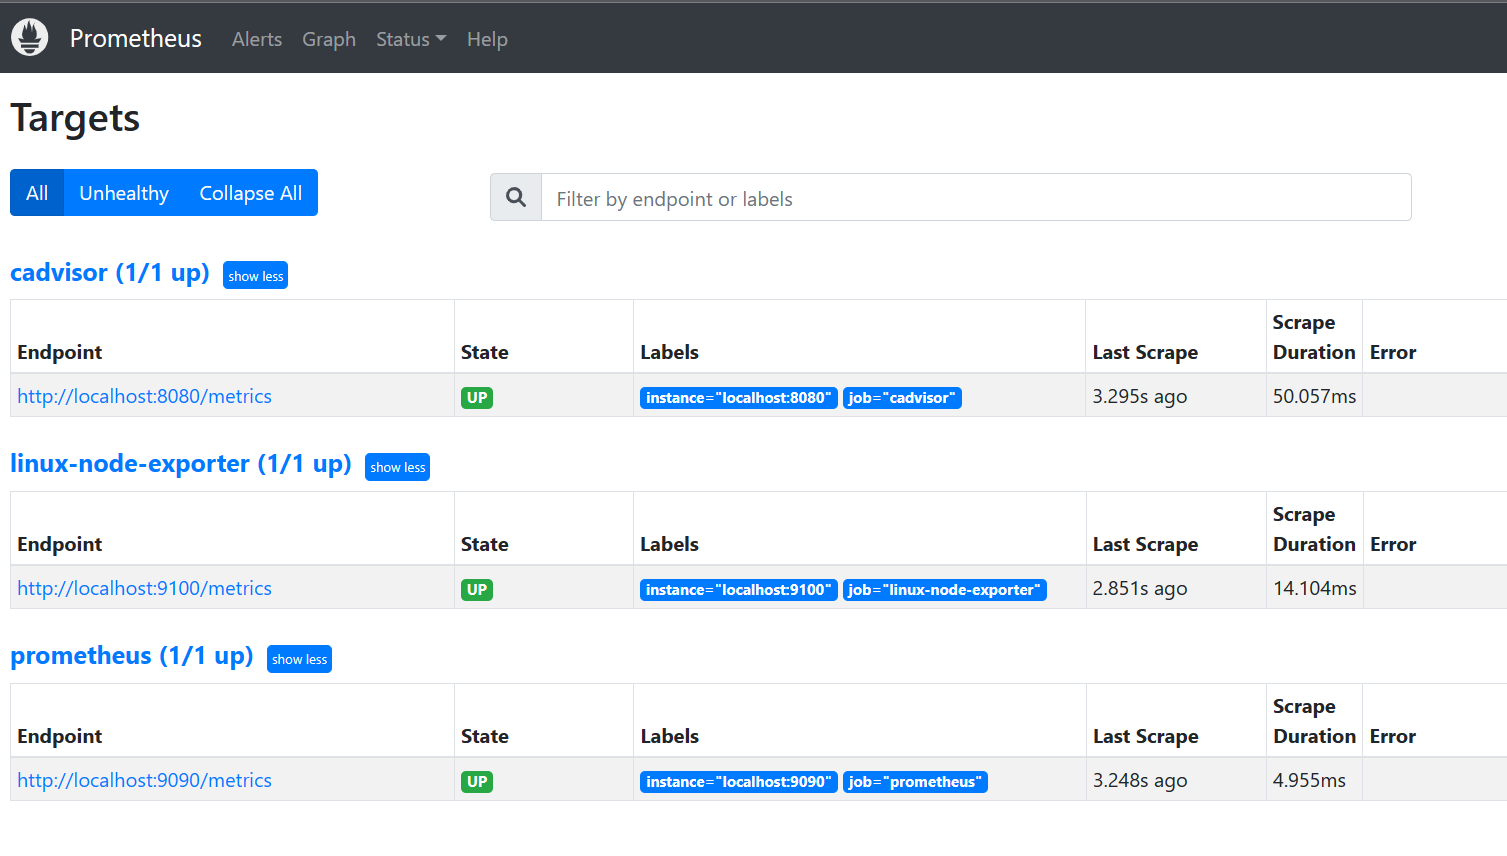 Prometheus Alerts Graph Status Help
Targets
All Unhealthy Collapse All
Filter by endpoint or labels
cadvisor (1/1 up) show less
Endpoint State Labels Last Scrape Scrape Duration Error
http://localhost:8080/metrics UP instance="localhost:8080" job="cadvisor" 3.295s ago 50.057ms
linux-node-exporter (1/1 up) show less
Endpoint State Labels Last Scrape Scrape Duration Error
http://localhost:9100/metrics UP instance="localhost:9100" job="linux-node-exporter" 2.851s ago 14.104ms
prometheus (1/1 up) show less
Endpoint State Labels Last Scrape Scrape Duration Error
http://localhost:9090/metrics UP instance="localhost:9090" job="prometheus" 3.248s ago 4.955ms